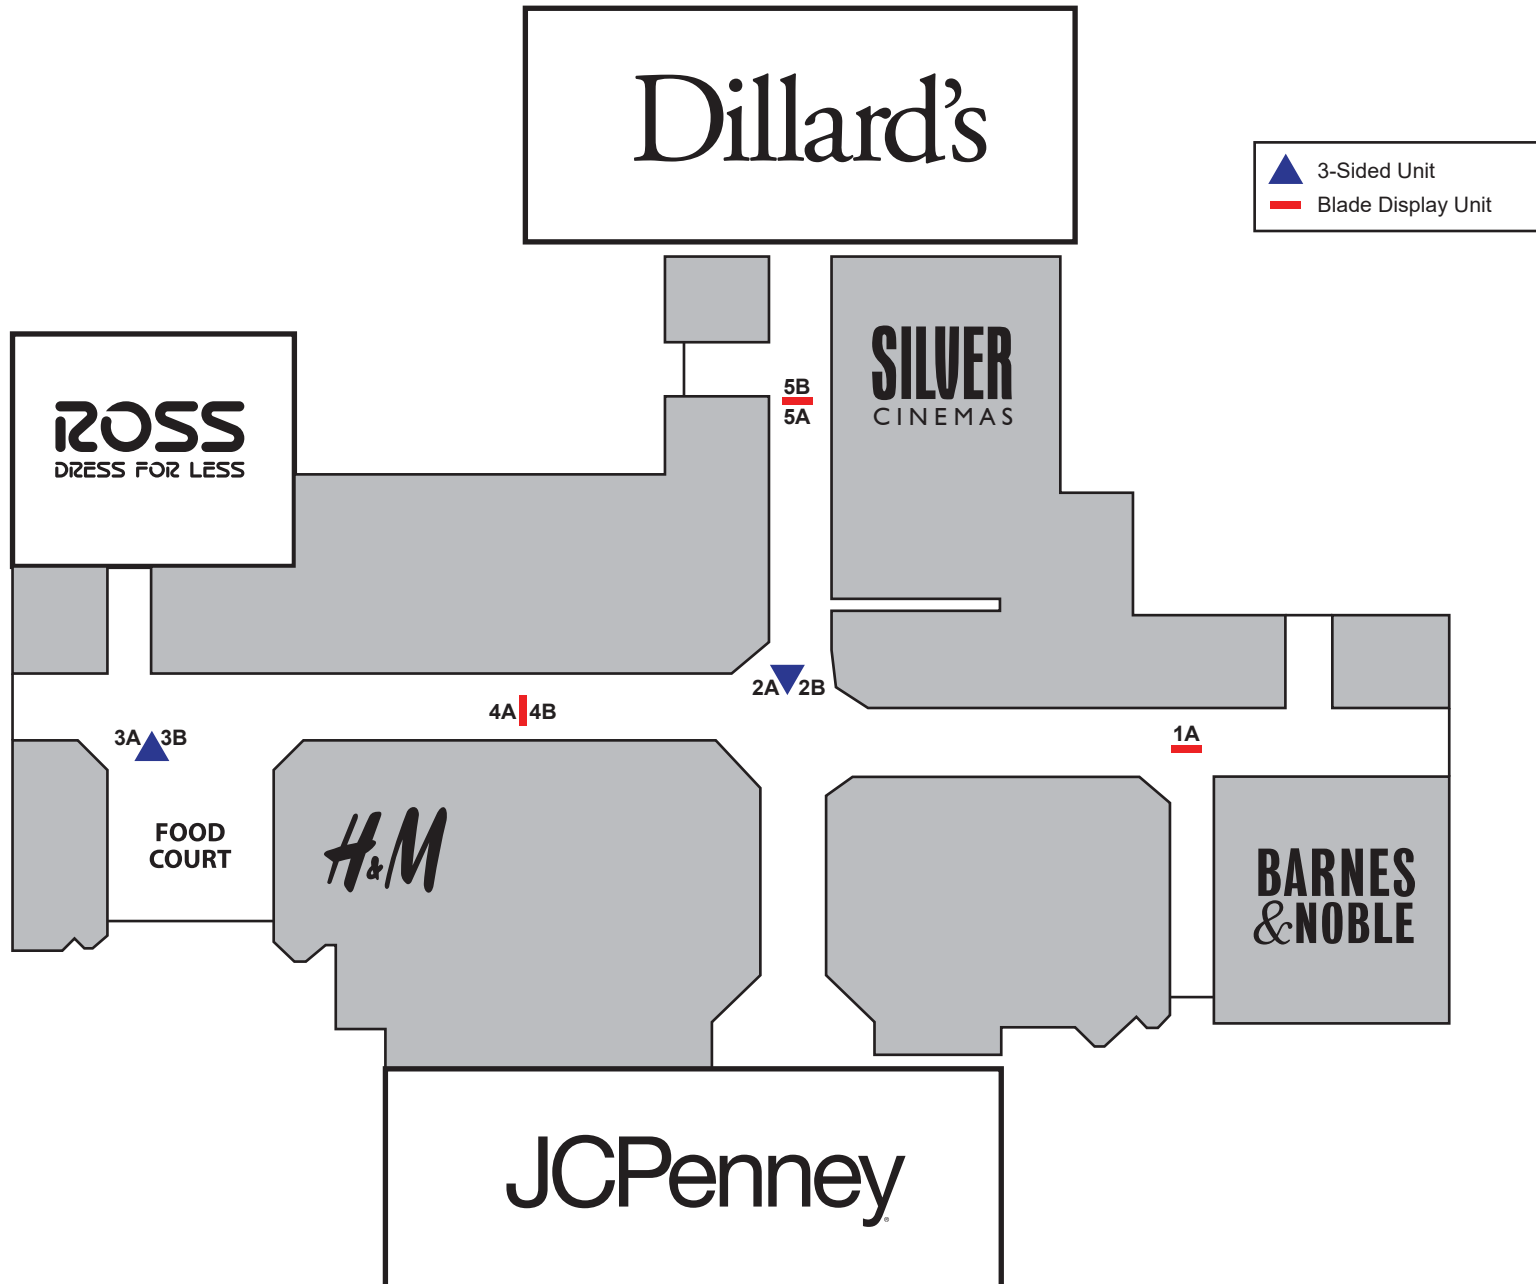 Dillard's
3-Sided Unit
Blade Display Unit
SILVER
CINEMAS
5B
5A
ROSS
DRESS FOR LESS
2A 2B
4A 4B
3A 3B
1A
FOOD
COURT
H&M
BARNES
&NOBLE
JCPenney®